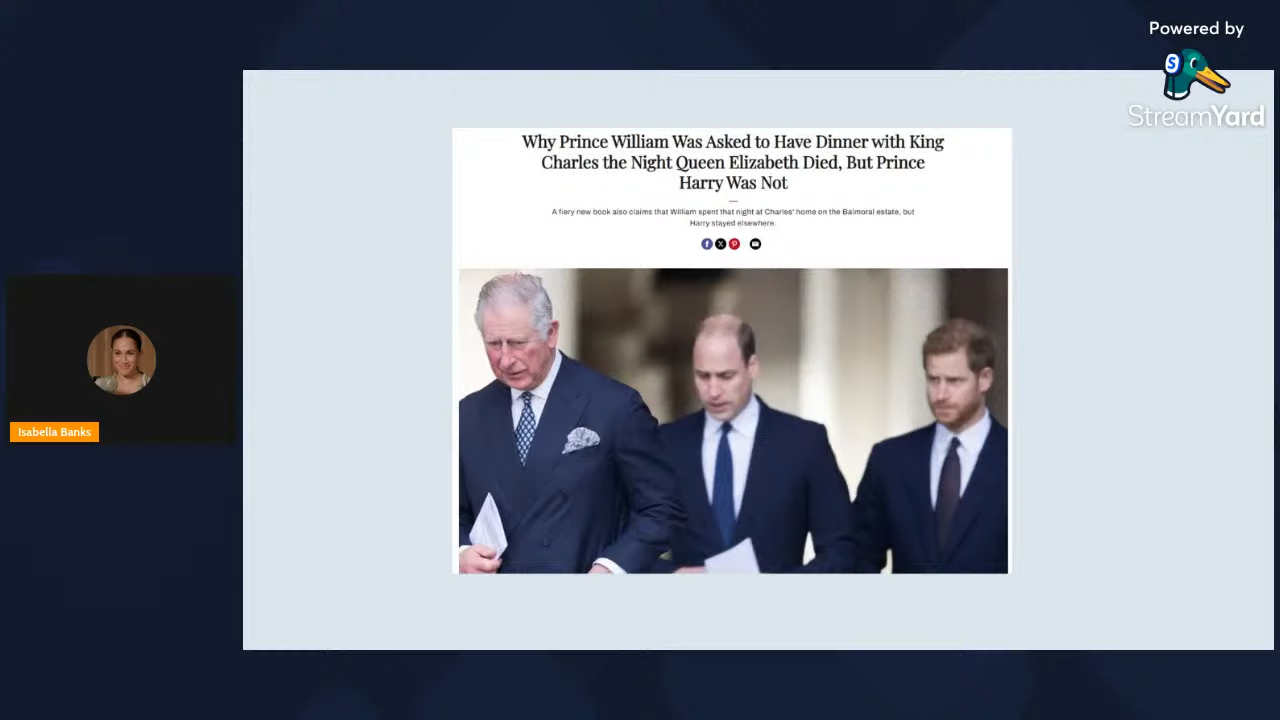 Powered by
S
StreamYard
Why Prince William Was Asked to Have Dinner with King
Charles the Night Queen Elizabeth Died, But Prince
Harry Was Not
A fiery new book also claims that William spent that night at Charles' home on the Balmoral estate, but
Harry stayed elsewhere.
Isabella Banks